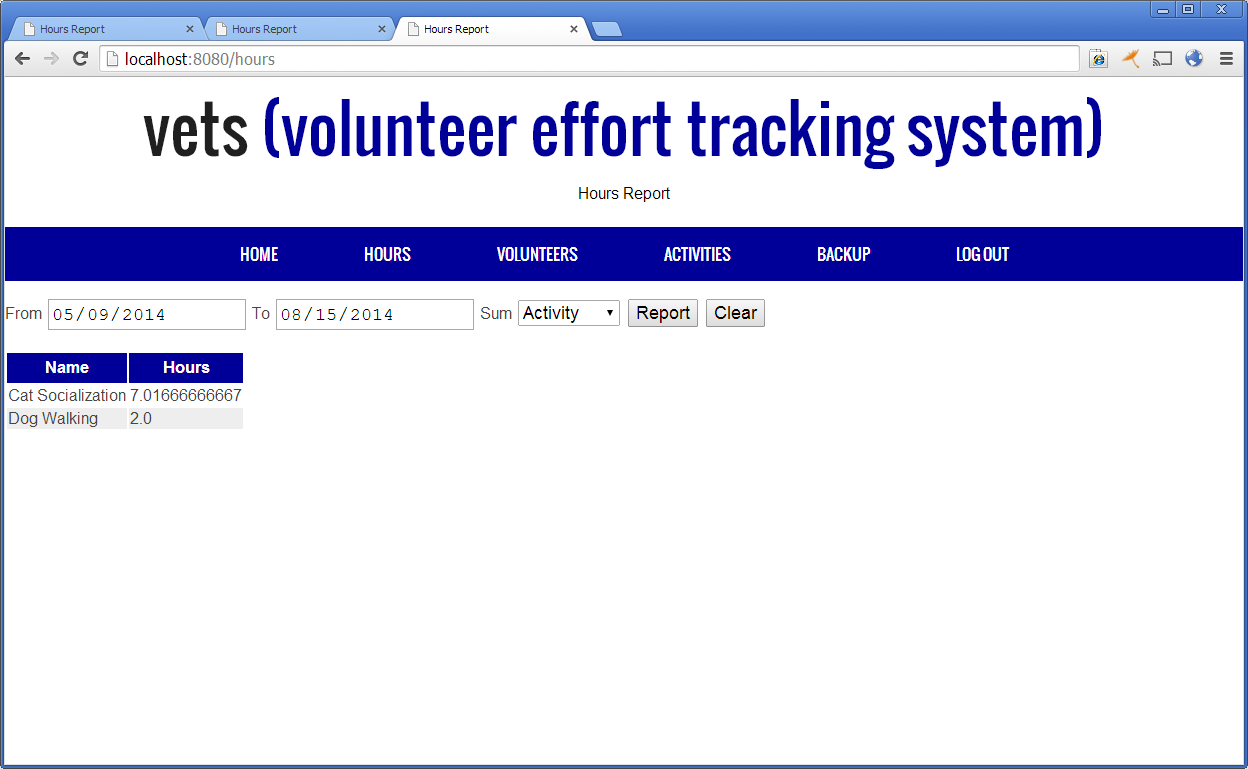 Hours Report Hours Report Hours Report
localhost:8080/hours
vets (volunteer effort tracking system)
Hours Report
HOME HOURS VOLUNTEERS ACTIVITIES BACKUP LOG OUT
From 05/09/2014 To 08/15/2014 Sum Activity Report Clear
Name Hours
Cat Socialization 7.01666666667
Dog Walking 2.0